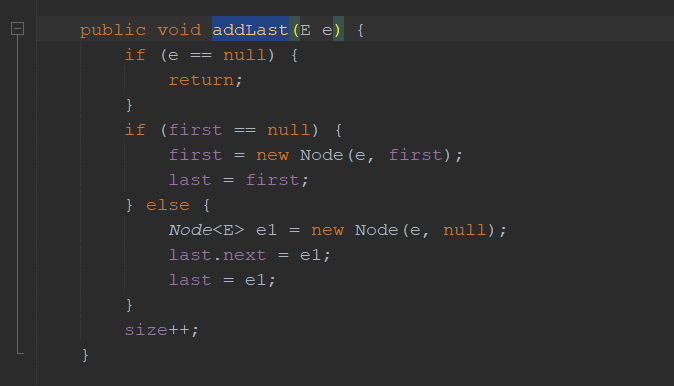 public void addLast(E e) {
    if (e == null) {
        return;
    }
    if (first == null) {
        first = new Node(e, first);
        last = first;
    } else {
        Node<E> e1 = new Node(e, null);
        last.next = e1;
        last = e1;
    }
    size++;
}